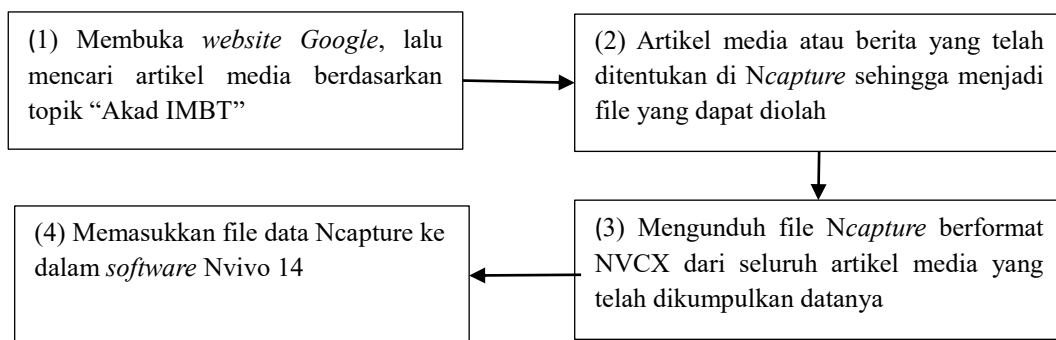 (1) Membuka website Google, lalu
mencari artikel media berdasarkan
topik “Akad IMBT”
(2) Artikel media atau berita yang telah
ditentukan di Ncapture sehingga menjadi
file yang dapat diolah
(3) Mengunduh file Ncapture berformat
NVCX dari seluruh artikel media yang
telah dikumpulkan datanya
(4) Memasukkan file data Ncapture ke
dalam software Nvivo 14